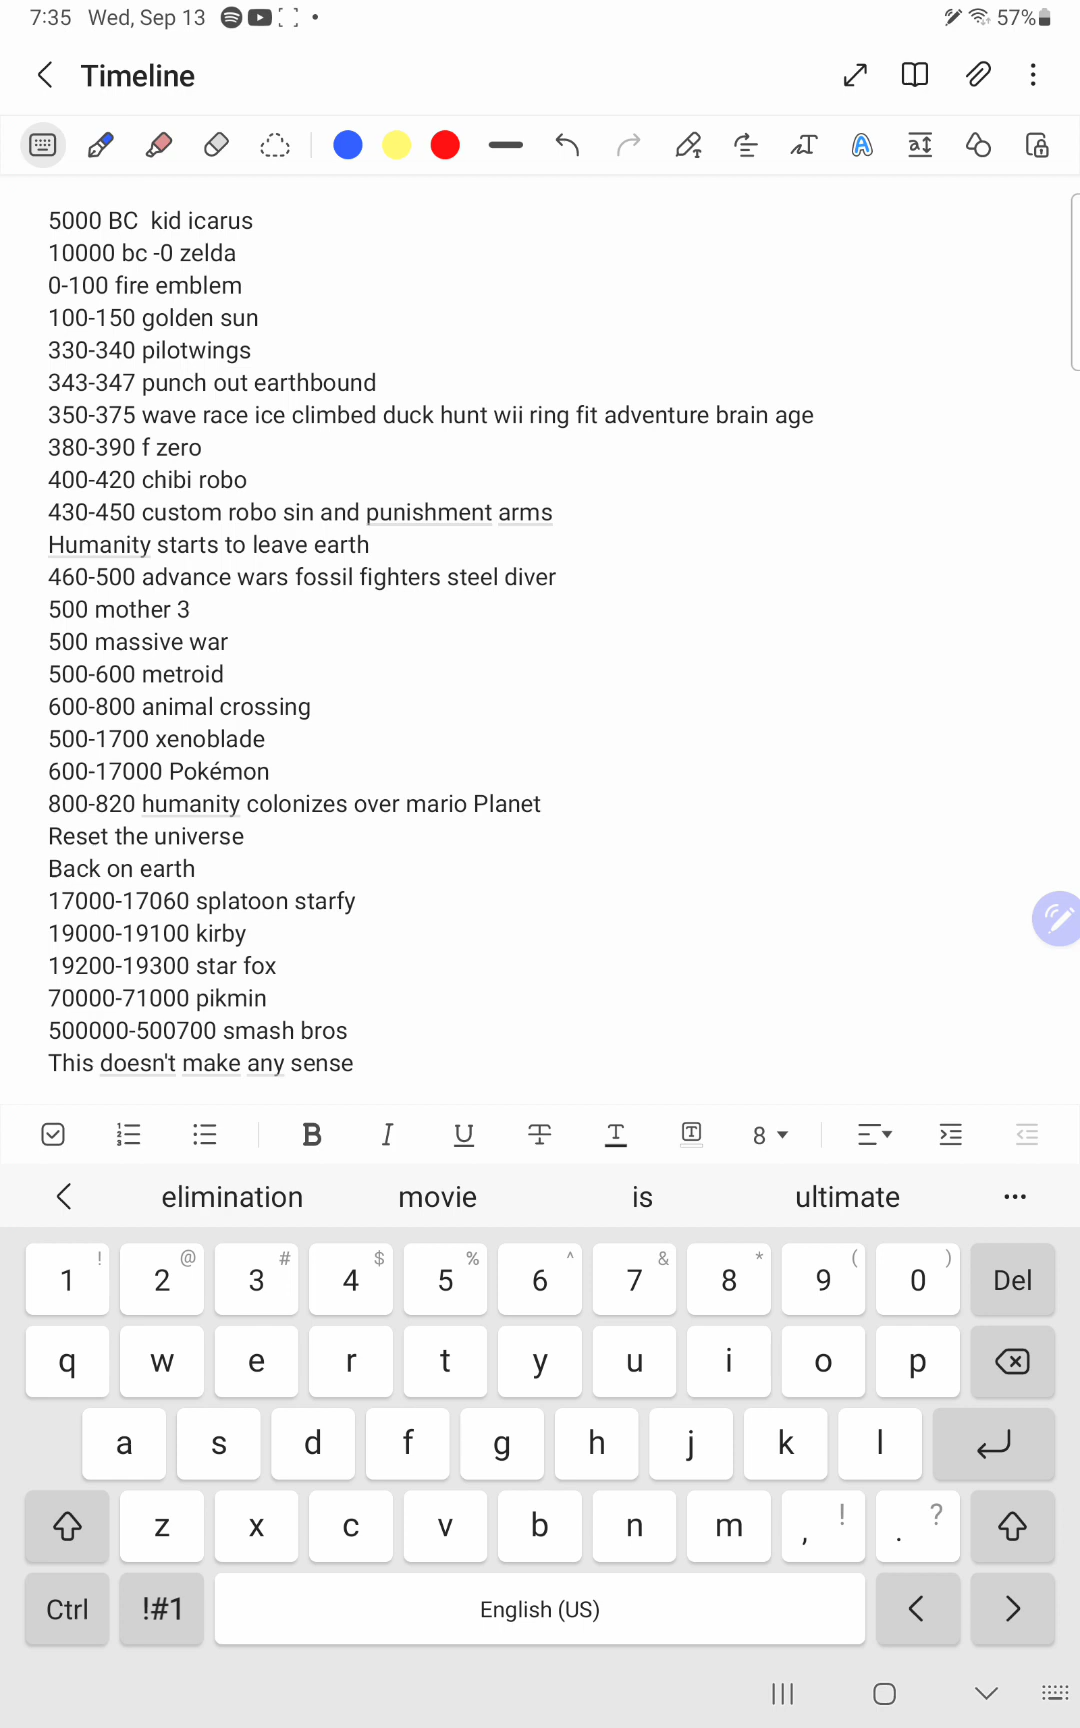 7:35 Wed, Sep 13 57%
Timeline
5000 BC  kid icarus
10000 bc -0 zelda
0-100 fire emblem
100-150 golden sun
330-340 pilotwings
343-347 punch out earthbound
350-375 wave race ice climbed duck hunt wii ring fit adventure brain age
380-390 f zero
400-420 chibi robo
430-450 custom robo sin and punishment arms
Humanity starts to leave earth
460-500 advance wars fossil fighters steel diver
500 mother 3
500 massive war
500-600 metroid
600-800 animal crossing
500-1700 xenoblade
600-17000 Pokémon
800-820 humanity colonizes over mario Planet
Reset the universe
Back on earth
17000-17060 splatoon starfy
19000-19100 kirby
19200-19300 star fox
70000-71000 pikmin
500000-500700 smash bros
This doesn't make any sense
B I U T T T 8
elimination movie is ultimate ...
! @ # $ % ^ & * ( )
1 2 3 4 5 6 7 8 9 0 Del
q w e r t y u i o p
a s d f g h j k l
z x c v b n m , ! . ?
Ctrl !#1 English (US) < >